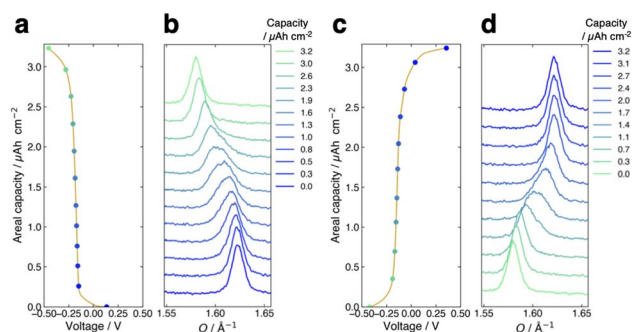 a
b
c
d
Capacity
/ µAh cm⁻²
3.2
3.0
2.6
2.3
1.9
1.6
1.3
1.0
0.8
0.5
0.3
0.0
Capacity
/ µAh cm⁻²
3.2
3.1
2.7
2.4
2.0
1.7
1.4
1.1
0.7
0.3
0.0
Areal capacity / µAh cm⁻²
3.0
2.5
2.0
1.5
1.0
0.5
0.0
-0.50 -0.25 0.00 0.25
Voltage / V
1.55 1.60 1.65
Q / Å⁻¹
Areal capacity / µAh cm⁻²
3.0
2.5
2.0
1.5
1.0
0.5
0.0
-0.50 -0.25 0.00 0.25 0.50
Voltage / V
1.55 1.60 1.65
Q / Å⁻¹